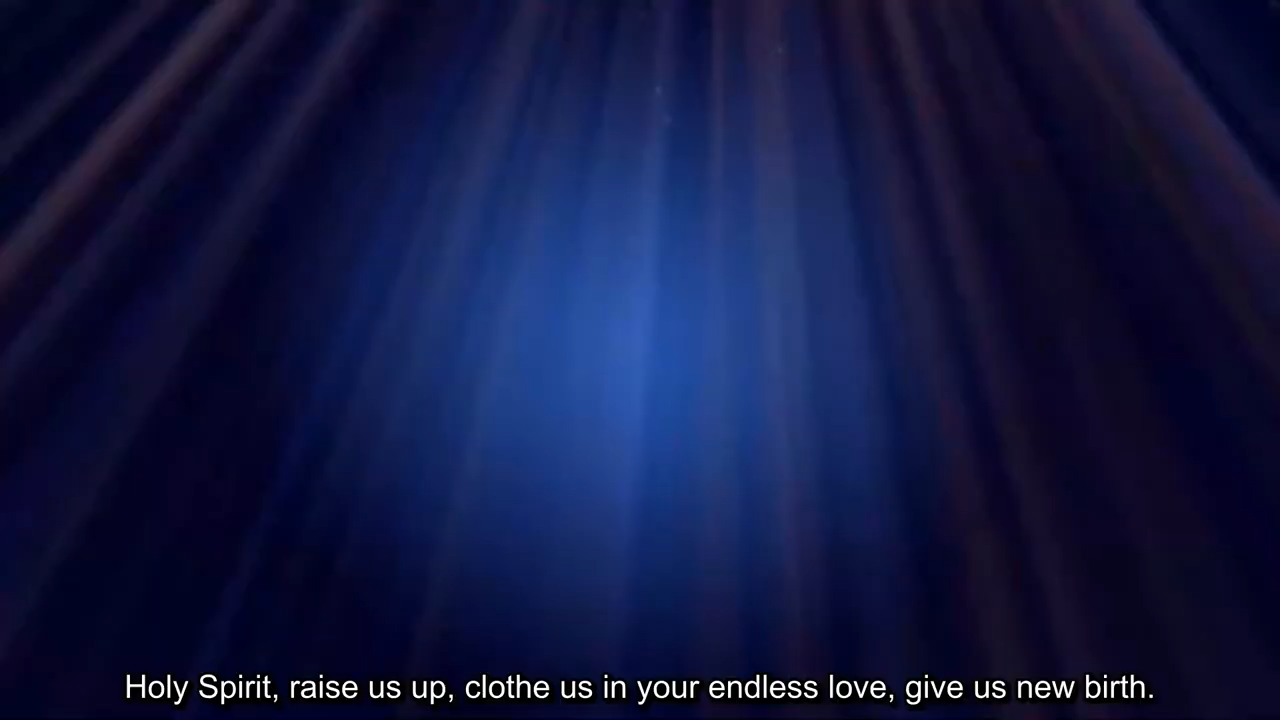 Holy Spirit, raise us up, clothe us in your endless love, give us new birth.